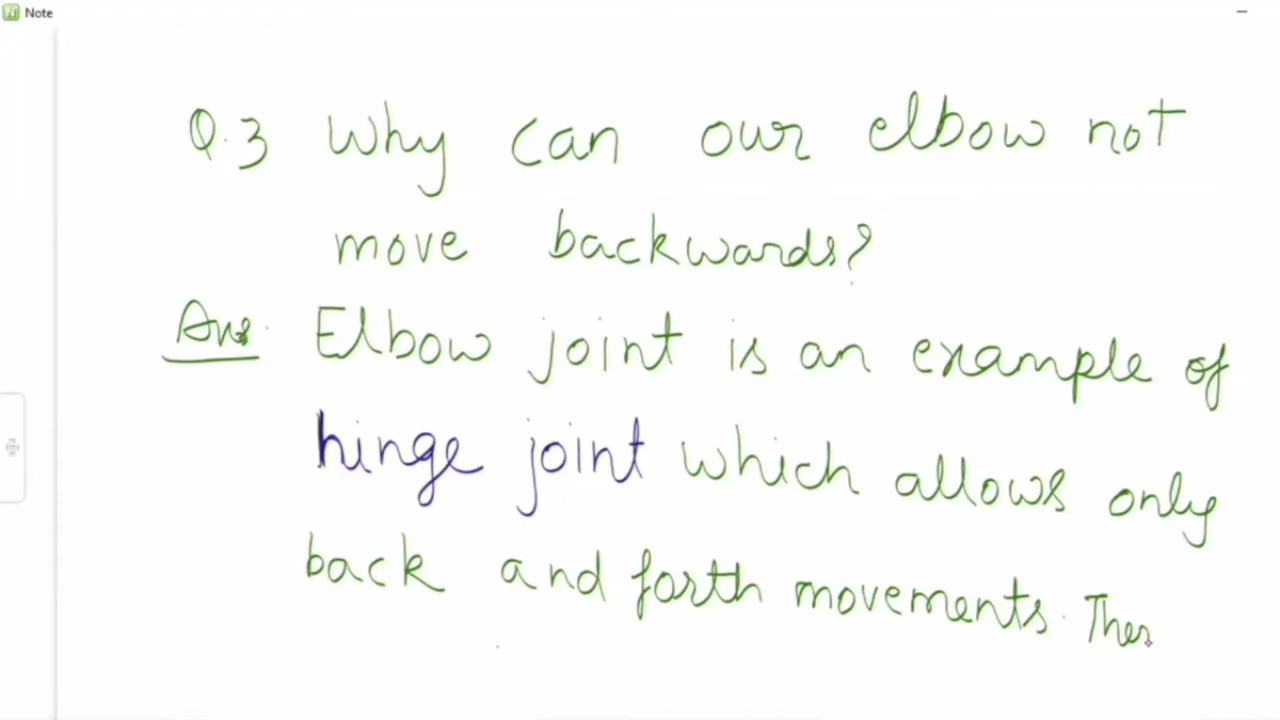 Note
Q.3 Why can our elbow not
move backwards?
Ans. Elbow joint is an example of
hinge joint which allows only
back and forth movements. Ther